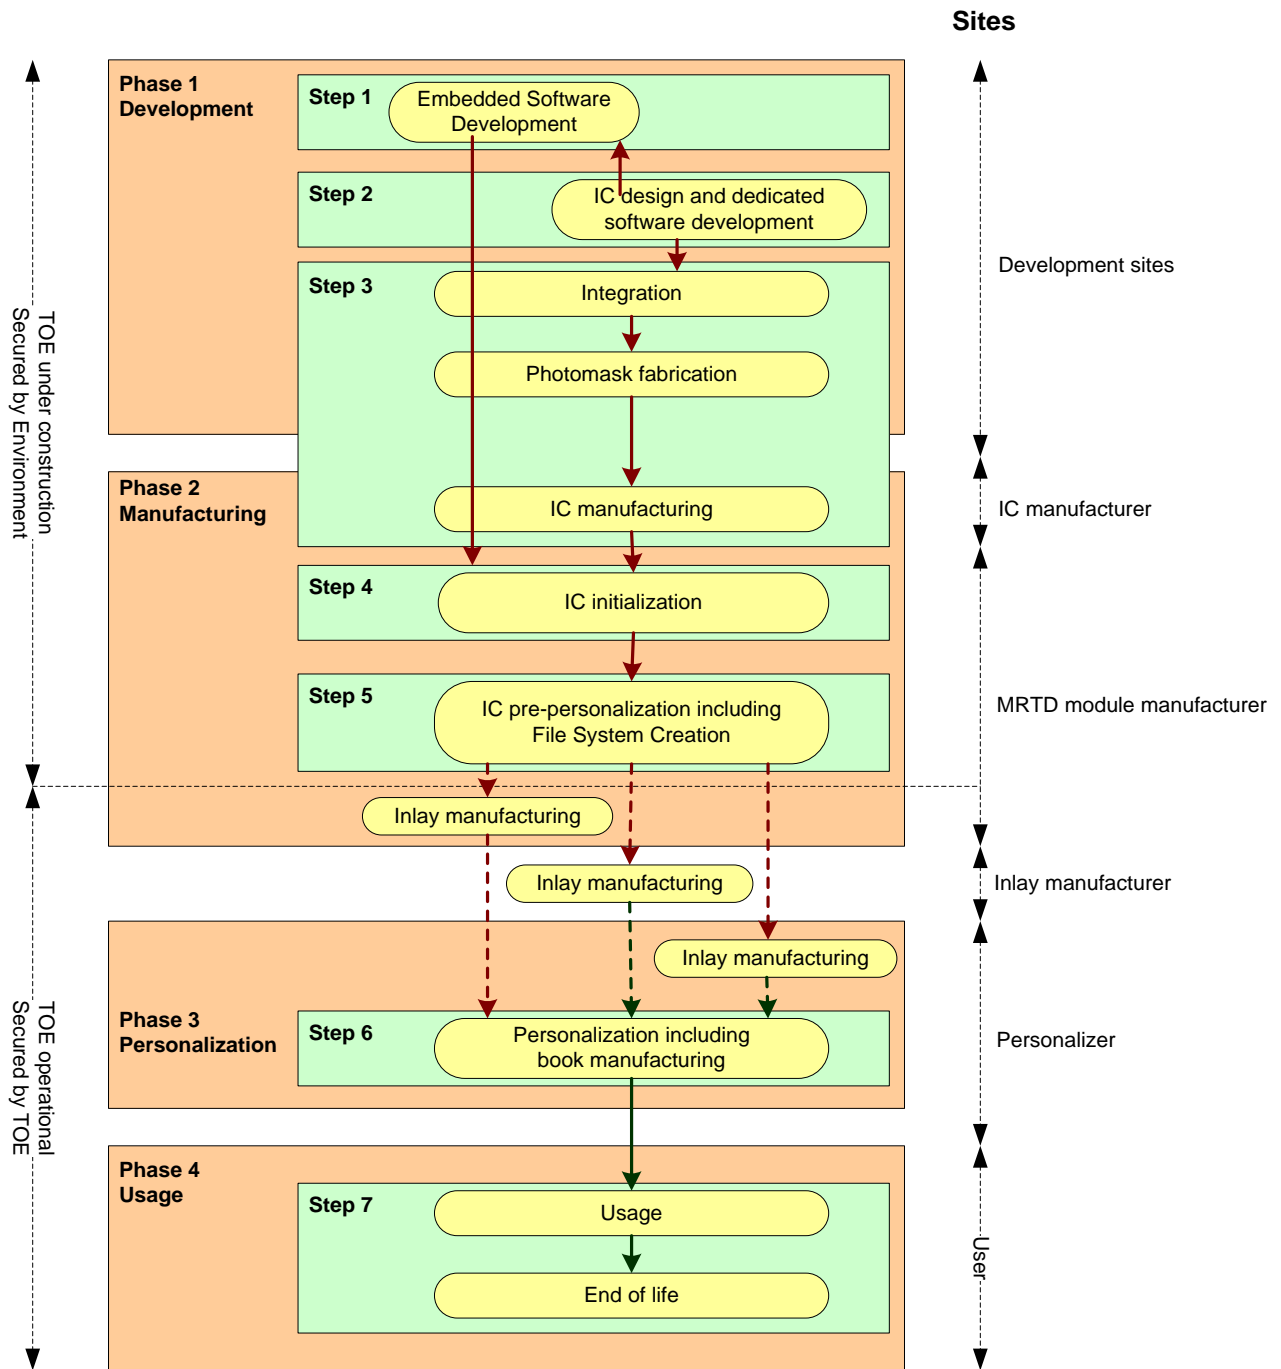 Sites
Phase 1
Development
Step 1
Embedded Software
Development
Step 2
IC design and dedicated
software development
Step 3
Integration
Photomask fabrication
Development sites
TOE under construction
Secured by Environment
Phase 2
Manufacturing
IC manufacturing
IC manufacturer
Step 4
IC initialization
Step 5
IC pre-personalization including
File System Creation
MRTD module manufacturer
Inlay manufacturing
Inlay manufacturing
Inlay manufacturer
Inlay manufacturing
TOE operational
Secured by TOE
Phase 3
Personalization
Step 6
Personalization including
book manufacturing
Personalizer
Phase 4
Usage
Step 7
Usage
User
End of life